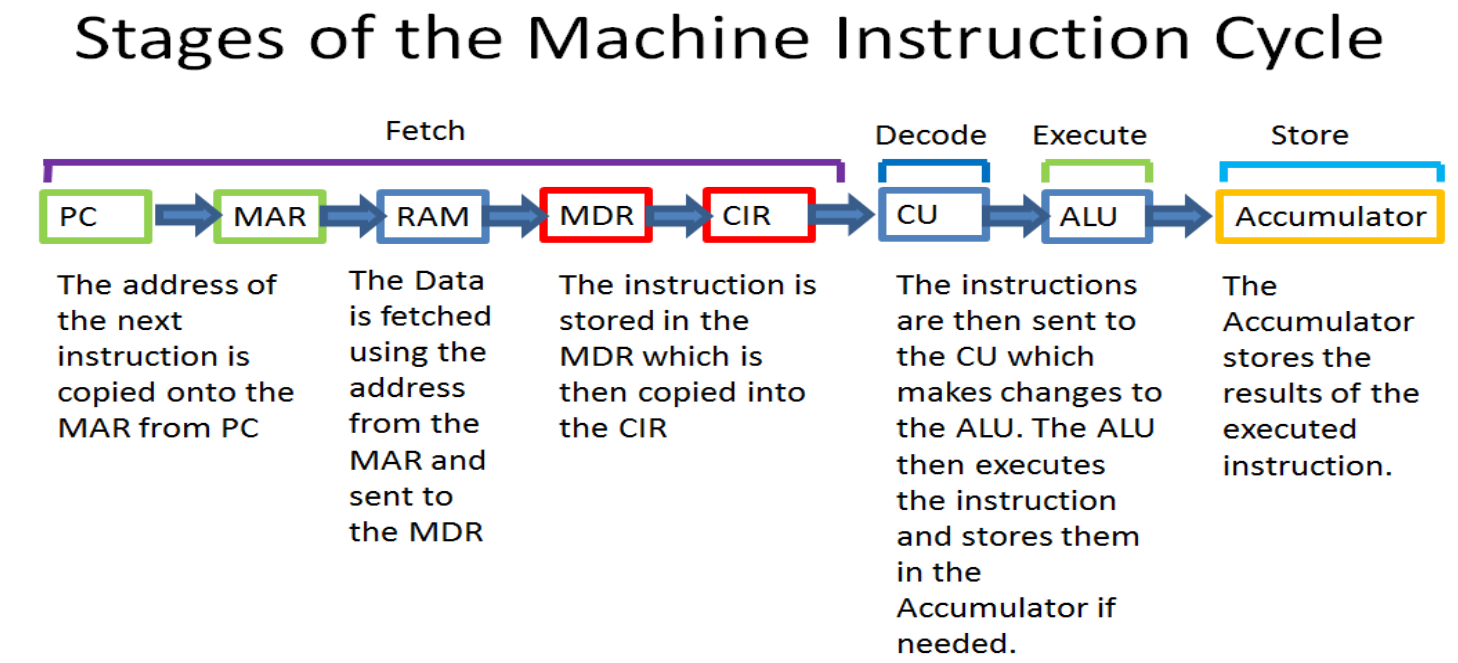 Stages of the Machine Instruction Cycle
Fetch
Decode
Execute
Store
PC
MAR
RAM
MDR
CIR
CU
ALU
Accumulator
The address of
the next
instruction is
copied onto the
MAR from PC
The Data
is fetched
using the
address
from the
MAR and
sent to
the MDR
The instruction is
stored in the
MDR which is
then copied into
the CIR
The instructions
are then sent to
the CU which
makes changes to
the ALU. The ALU
then executes
the instruction
and stores them
in the
Accumulator if
needed.
The
Accumulator
stores the
results of the
executed
instruction.